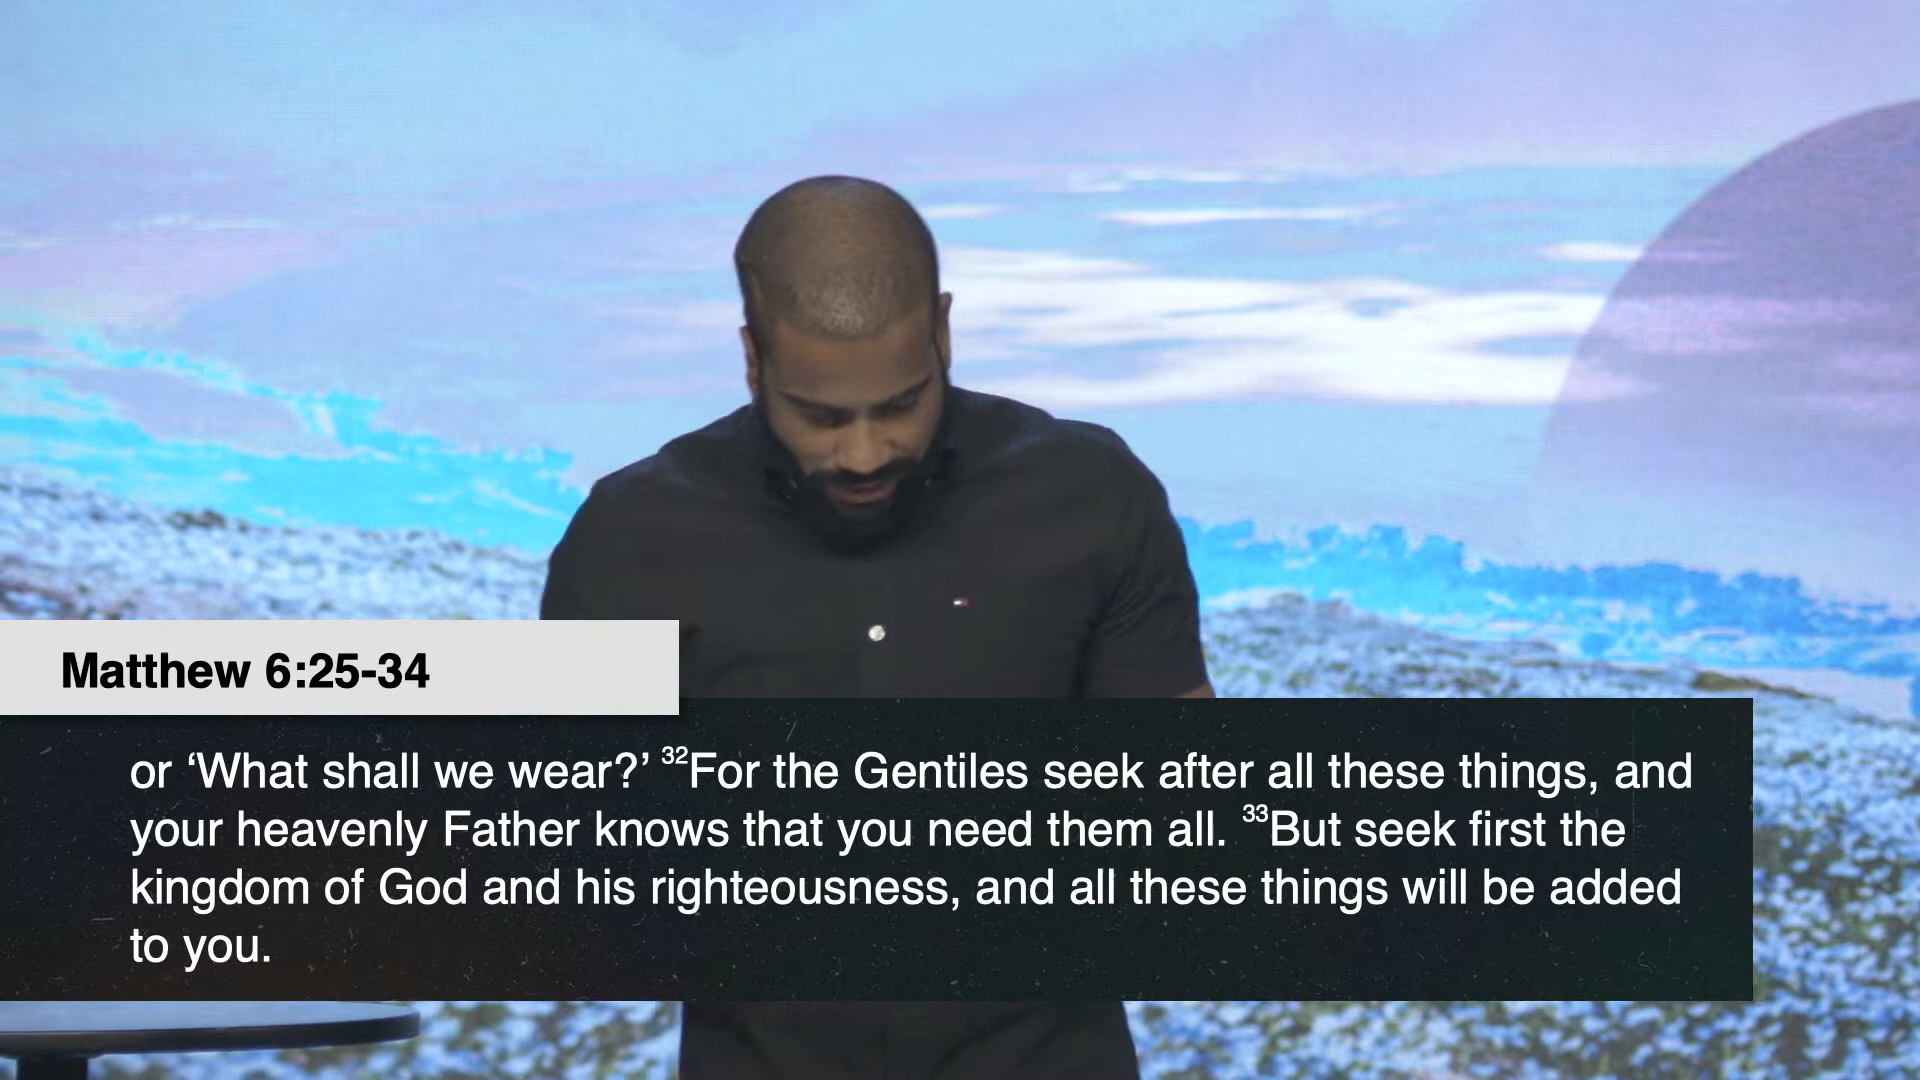 Matthew 6:25-34
or ‘What shall we wear?’ ³²For the Gentiles seek after all these things, and
your heavenly Father knows that you need them all. ³³But seek first the
kingdom of God and his righteousness, and all these things will be added
to you.